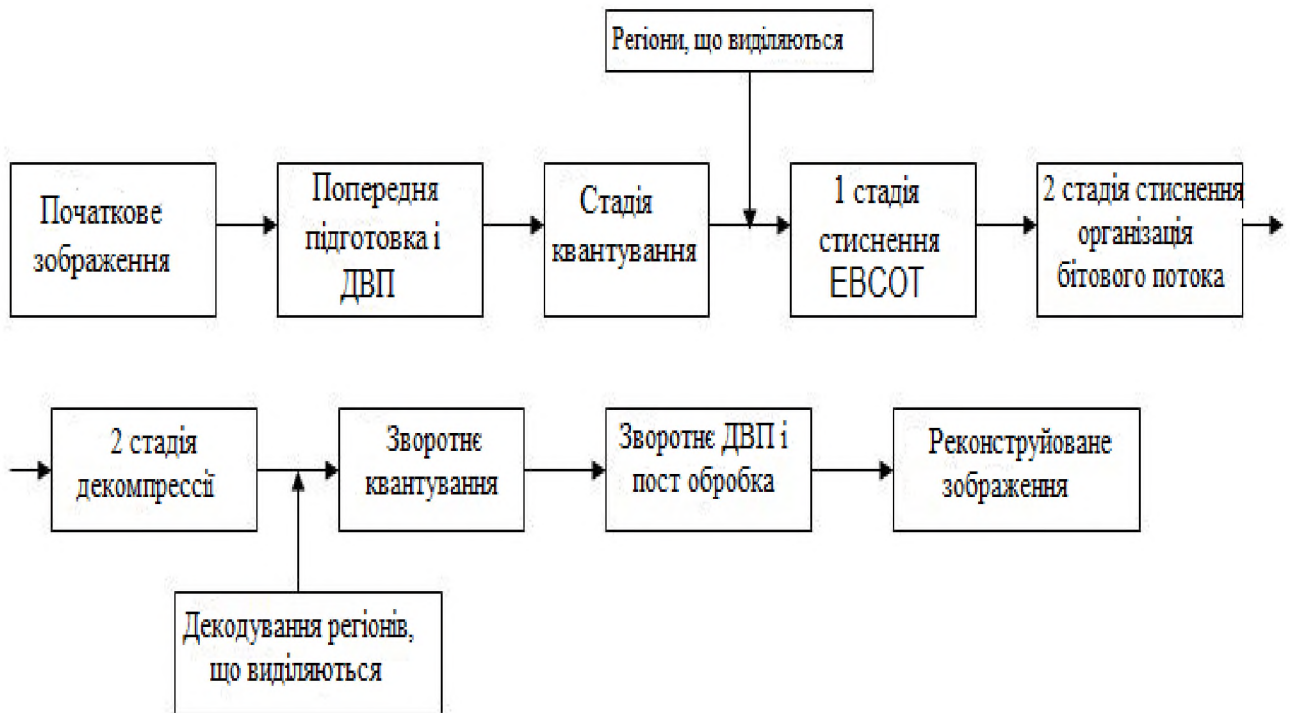 Регіони, що виділяються
Початкове
зображення
Попередня
підготовка і
ДВП
Стадія
квантування
1 стадія
стиснення
EBCOT
2 стадія стиснення
організація
бітового потока
2 стадія
декомпрессії
Зворотнє
квантування
Зворотнє ДВП і
пост обробка
Реконструйоване
зображення
Декодування регіонів,
що виділяються